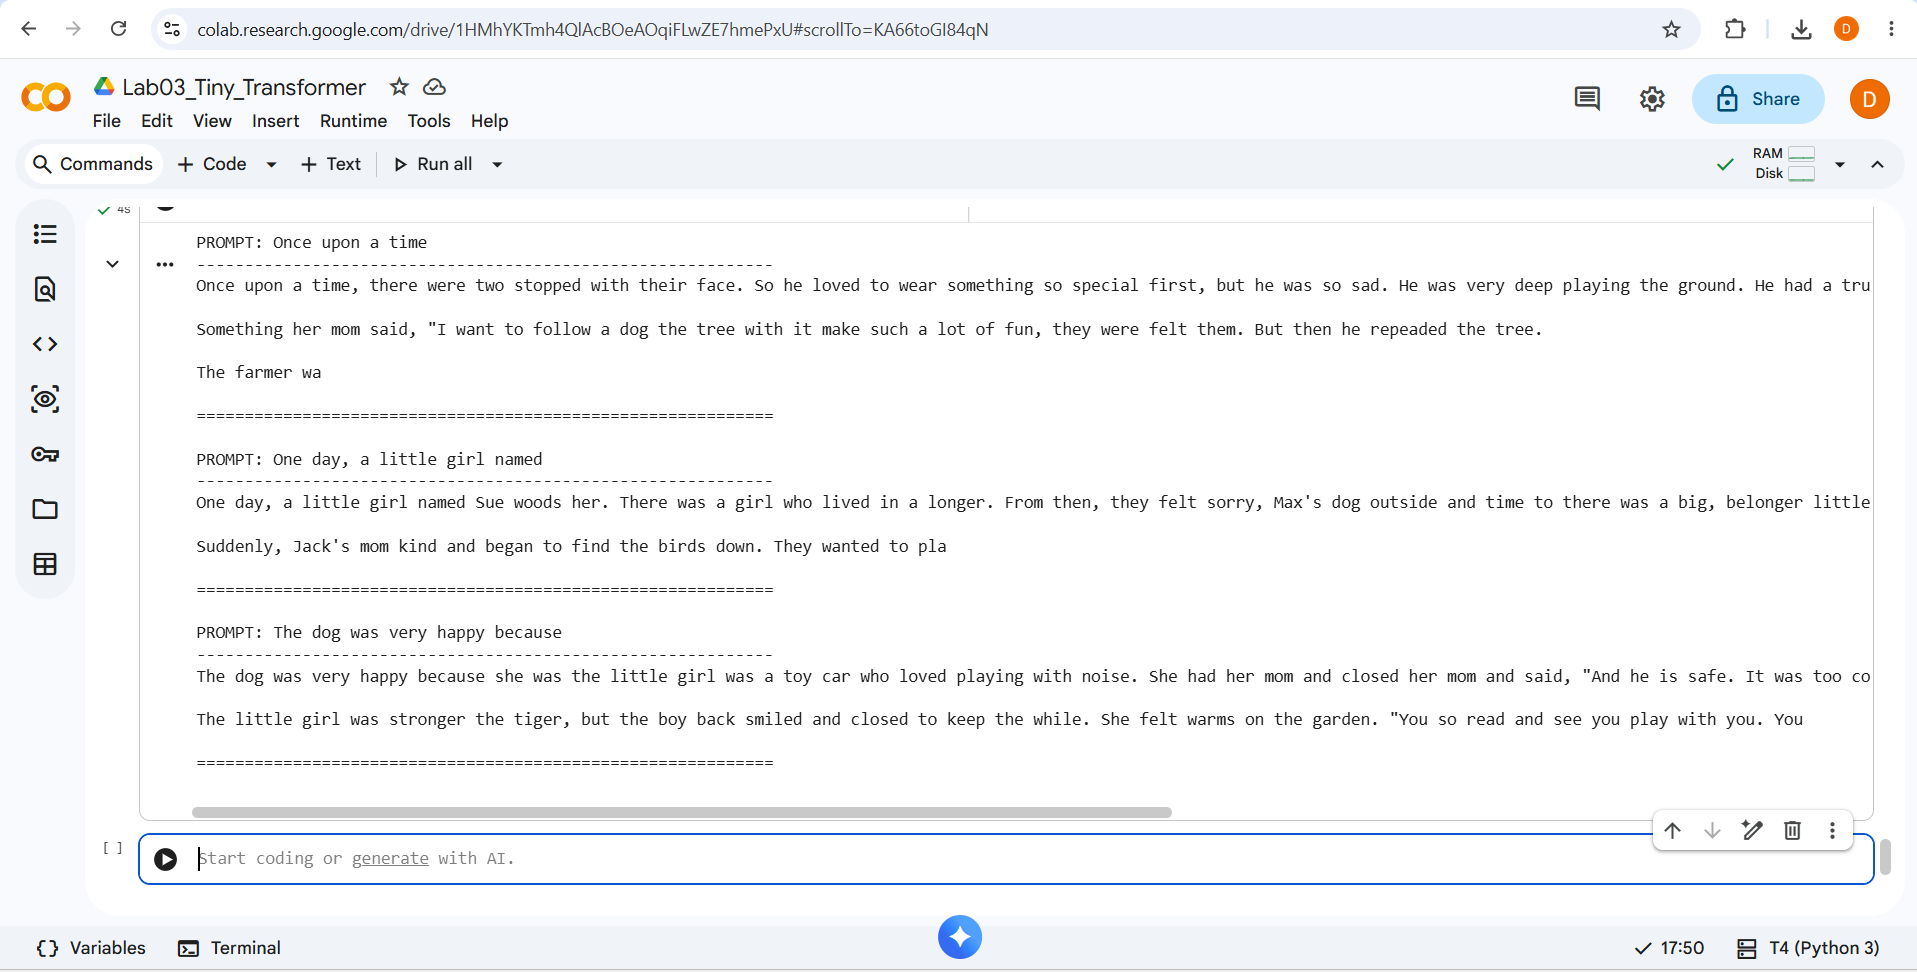 colab.research.google.com/drive/1HMhYKTmh4QlAcBOeAOqiFLwZE7hmePxU#scrollTo=KA66toGI84qN
D
Lab03_Tiny_Transformer
File Edit View Insert Runtime Tools Help
Share
D
Commands + Code + Text Run all
RAM
Disk
4s
PROMPT: Once upon a time
------------------------------------------------------------
Once upon a time, there were two stopped with their face. So he loved to wear something so special first, but he was so sad. He was very deep playing the ground. He had a tru
Something her mom said, "I want to follow a dog the tree with it make such a lot of fun, they were felt them. But then he repeaded the tree.
The farmer wa
============================================================
PROMPT: One day, a little girl named
------------------------------------------------------------
One day, a little girl named Sue woods her. There was a girl who lived in a longer. From then, they felt sorry, Max's dog outside and time to there was a big, belonger little
Suddenly, Jack's mom kind and began to find the birds down. They wanted to pla
============================================================
PROMPT: The dog was very happy because
------------------------------------------------------------
The dog was very happy because she was the little girl was a toy car who loved playing with noise. She had her mom and closed her mom and said, "And he is safe. It was too co
The little girl was stronger the tiger, but the boy back smiled and closed to keep the while. She felt warms on the garden. "You so read and see you play with you. You
============================================================
[ ]
Start coding or generate with AI.
{} Variables Terminal
17:50 T4 (Python 3)